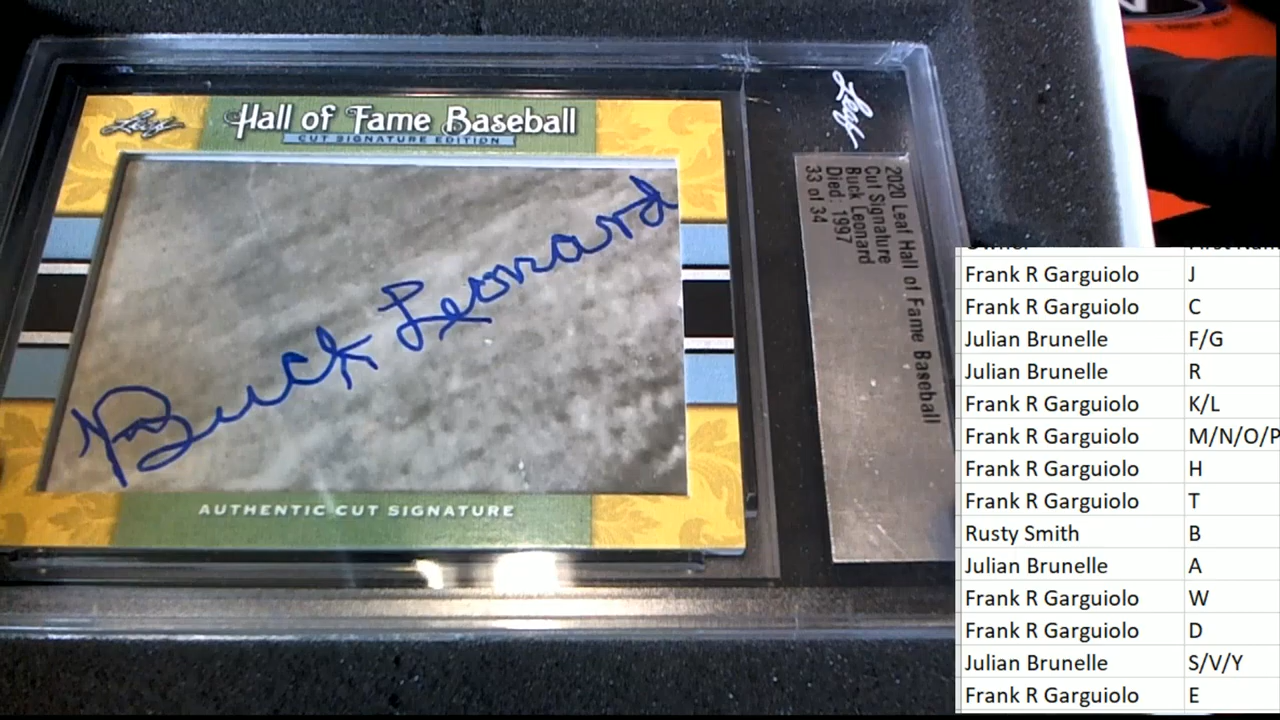 Leaf
Hall of Fame Baseball
CUT SIGNATURE EDITION
Buck Leonard
AUTHENTIC CUT SIGNATURE
Leaf
2020 Leaf Hall of Fame Baseball
Cut Signature
Buck Leonard
Died: 1997
33 of 34
Frank R Garguiolo J
Frank R Garguiolo C
Julian Brunelle F/G
Julian Brunelle R
Frank R Garguiolo K/L
Frank R Garguiolo M/N/O/P
Frank R Garguiolo H
Frank R Garguiolo T
Rusty Smith B
Julian Brunelle A
Frank R Garguiolo W
Frank R Garguiolo D
Julian Brunelle S/V/Y
Frank R Garguiolo E